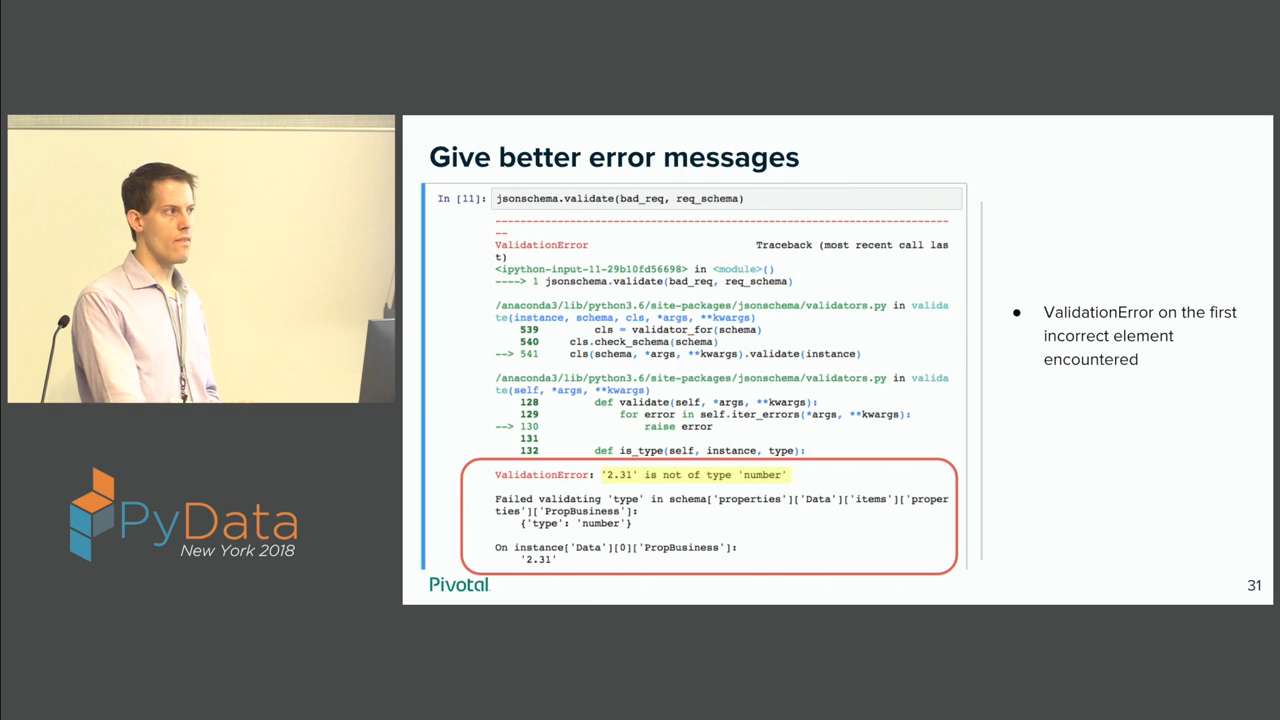 Give better error messages
In [11]: jsonschema.validate(bad_req, req_schema)
---------------------------------------------------------------------------
--
ValidationError Traceback (most recent call las
t)
<ipython-input-11-29b10fd56698> in <module>()
----> 1 jsonschema.validate(bad_req, req_schema)
/anaconda3/lib/python3.6/site-packages/jsonschema/validators.py in valida
te(instance, schema, cls, *args, **kwargs)
539 cls = validator_for(schema)
540 cls.check_schema(schema)
--> 541 cls(schema, *args, **kwargs).validate(instance)
/anaconda3/lib/python3.6/site-packages/jsonschema/validators.py in valida
te(self, *args, **kwargs)
128 def validate(self, *args, **kwargs):
129 for error in self.iter_errors(*args, **kwargs):
--> 130 raise error
131
132 def is_type(self, instance, type):
ValidationError: '2.31' is not of type 'number'
Failed validating 'type' in schema['properties']['Data']['items']['proper
ties']['PropBusiness']:
{'type': 'number'}
On instance['Data'][0]['PropBusiness']:
'2.31'
● ValidationError on the first
incorrect element
encountered
Pivotal
31
PyData
New York 2018